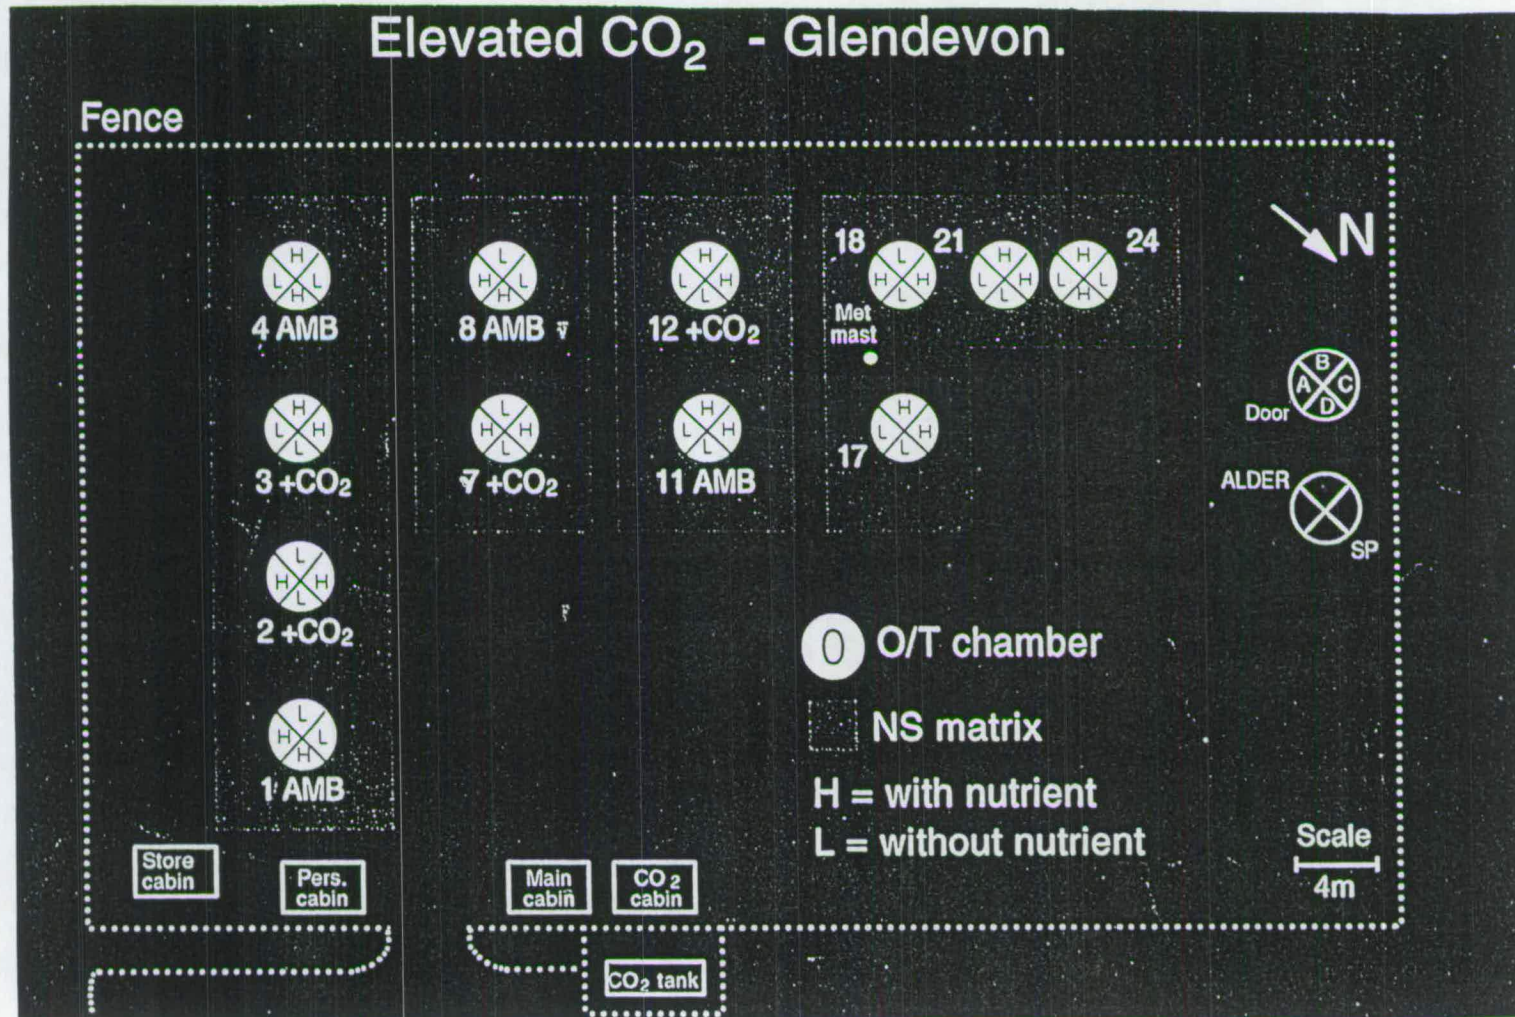 Elevated CO₂ - Glendevon.
Fence
18 21 24
N
H
L L
H
4 AMB
L
H L
H
8 AMB
H
L H
L
12 +CO₂
L
H H
L
H
L H
L
H
L L
H
Met
mast
B
A C
D
Door
H
L H
L
3 +CO₂
L
H H
L
7 +CO₂
H
L L
L
11 AMB
H
L H
L
17
ALDER
SP
L
H H
L
2 +CO₂
L
H L
H
1 AMB
O O/T chamber
NS matrix
H = with nutrient
L = without nutrient
Scale
4m
Store
cabin
Pers.
cabin
Main
cabin
CO₂
cabin
CO₂ tank